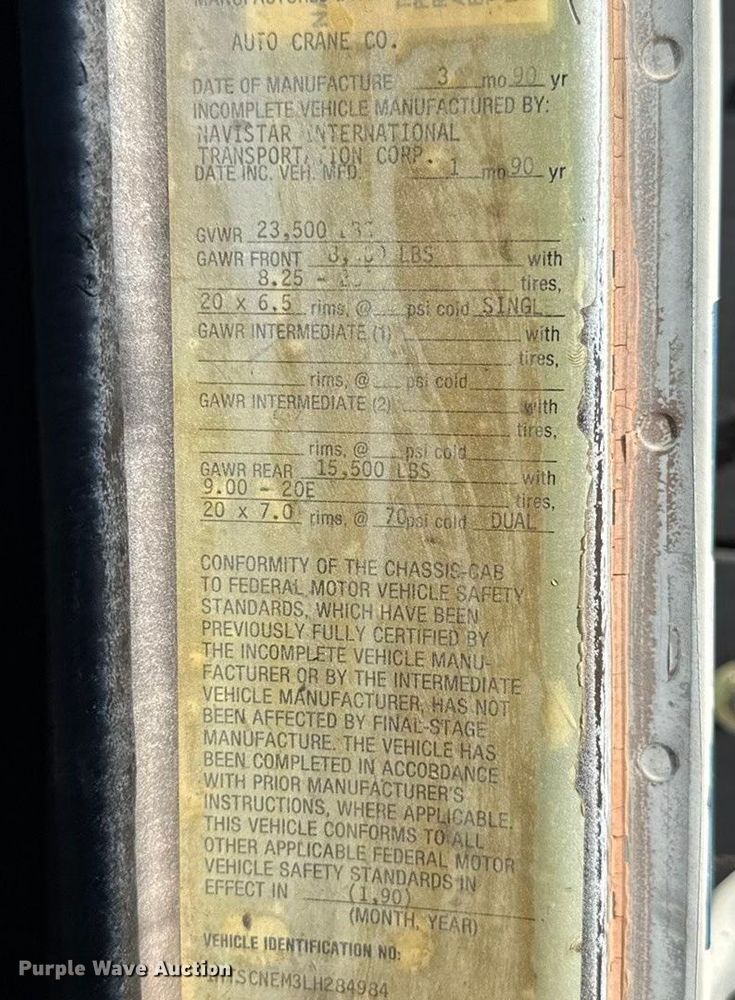 AUTO CRANE CO.
DATE OF MANUFACTURE 3 mo 90 yr
INCOMPLETE VEHICLE MANUFACTURED BY:
NAVISTAR INTERNATIONAL
CORP.
DATE INC. VEH. MFD. 1 mo 90 yr
GVWR 23,500
GAWR FRONT LBS with
8.25 - tires,
20 x 6.5 rims, @ psi cold SINGL
GAWR INTERMEDIATE (1) with
tires,
rims, @ psi cold
GAWR INTERMEDIATE (2) with
tires,
rims, @ psi cold
GAWR REAR 15,500 LBS with
9.00 - 20E tires,
20 x 7.0 rims, @ 70 psi cold DUAL
CONFORMITY OF THE CHASSIS-CAB
TO FEDERAL MOTOR VEHICLE SAFETY
STANDARDS, WHICH HAVE BEEN
PREVIOUSLY FULLY CERTIFIED BY
THE INCOMPLETE VEHICLE MANU-
FACTURER OR BY THE INTERMEDIATE
VEHICLE MANUFACTURER, HAS NOT
BEEN AFFECTED BY FINAL-STAGE
MANUFACTURE. THE VEHICLE HAS
BEEN COMPLETED IN ACCORDANCE
WITH PRIOR MANUFACTURER'S
INSTRUCTIONS, WHERE APPLICABLE.
THIS VEHICLE CONFORMS TO ALL
OTHER APPLICABLE FEDERAL MOTOR
VEHICLE SAFETY STANDARDS IN
EFFECT IN (1,90)
(MONTH, YEAR)
VEHICLE IDENTIFICATION NO:
Purple Wave Auction